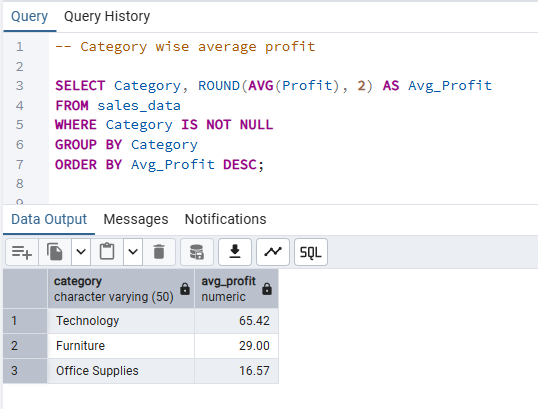 Query Query History
1 -- Category wise average profit
2
3 SELECT Category, ROUND(AVG(Profit), 2) AS Avg_Profit
4 FROM sales_data
5 WHERE Category IS NOT NULL
6 GROUP BY Category
7 ORDER BY Avg_Profit DESC;
8
9
Data Output Messages Notifications
SQL
category avg_profit
character varying (50) numeric
1 Technology 65.42
2 Furniture 29.00
3 Office Supplies 16.57